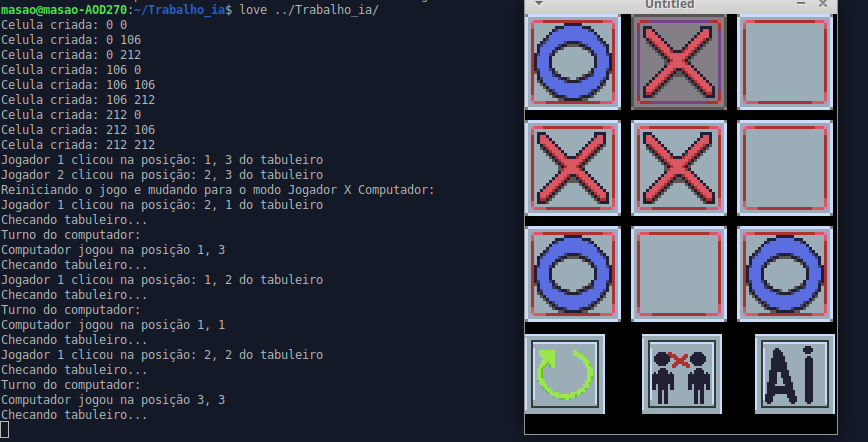 masao@masao-AOD270:~/Trabalho_ia$ love ../Trabalho_ia/
Celula criada: 0 0
Celula criada: 0 106
Celula criada: 0 212
Celula criada: 106 0
Celula criada: 106 106
Celula criada: 106 212
Celula criada: 212 0
Celula criada: 212 106
Celula criada: 212 212
Jogador 1 clicou na posição: 1, 3 do tabuleiro
Jogador 2 clicou na posição: 2, 3 do tabuleiro
Reiniciando o jogo e mudando para o modo Jogador X Computador:
Jogador 1 clicou na posição: 2, 1 do tabuleiro
Checando tabuleiro...
Turno do computador:
Computador jogou na posição 1, 3
Checando tabuleiro...
Jogador 1 clicou na posição: 1, 2 do tabuleiro
Checando tabuleiro...
Turno do computador:
Computador jogou na posição 1, 1
Checando tabuleiro...
Jogador 1 clicou na posição: 2, 2 do tabuleiro
Checando tabuleiro...
Turno do computador:
Computador jogou na posição 3, 3
Checando tabuleiro...
Untitled
Ai